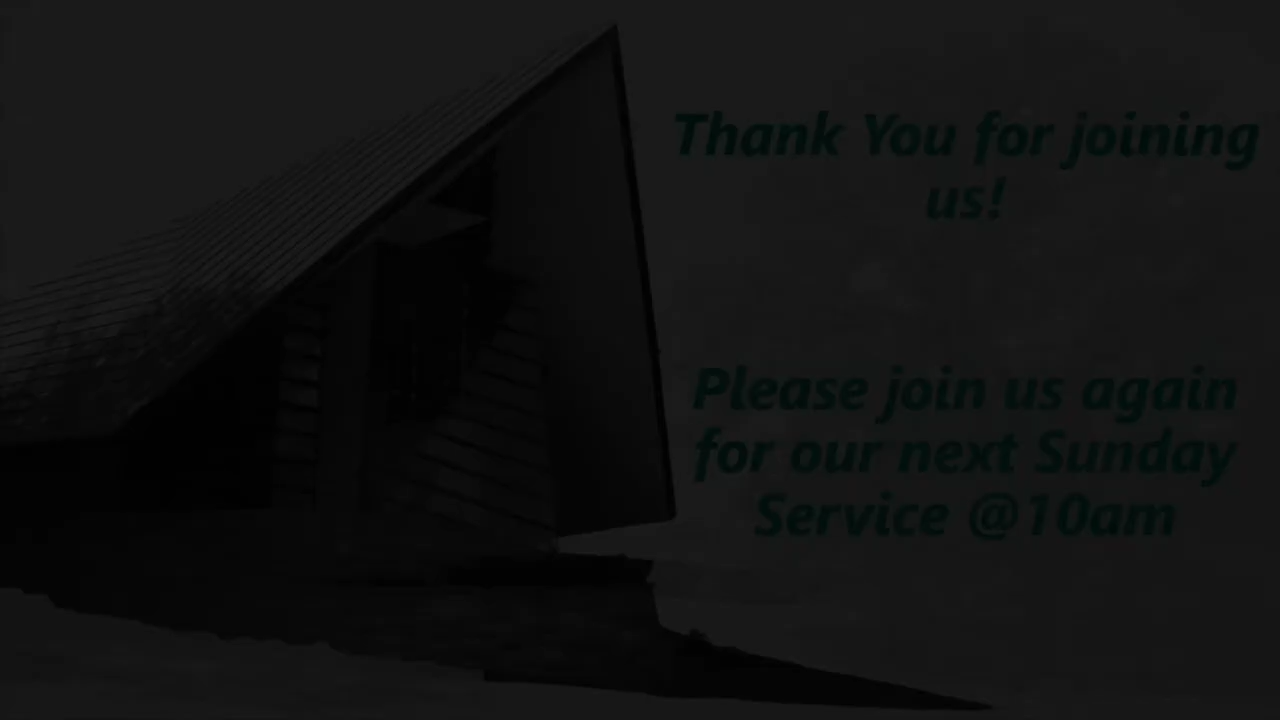 Thank You for joining
us!
Please join us again
for our next Sunday
Service @10am